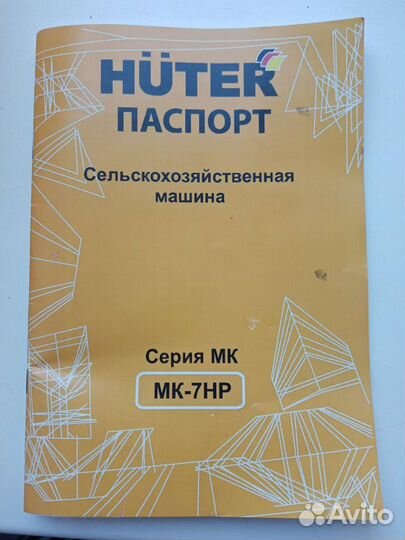 HÜTER
ПАСПОРТ
Сельскохозяйственная
машина
Серия МК
МК-7НР
Avito